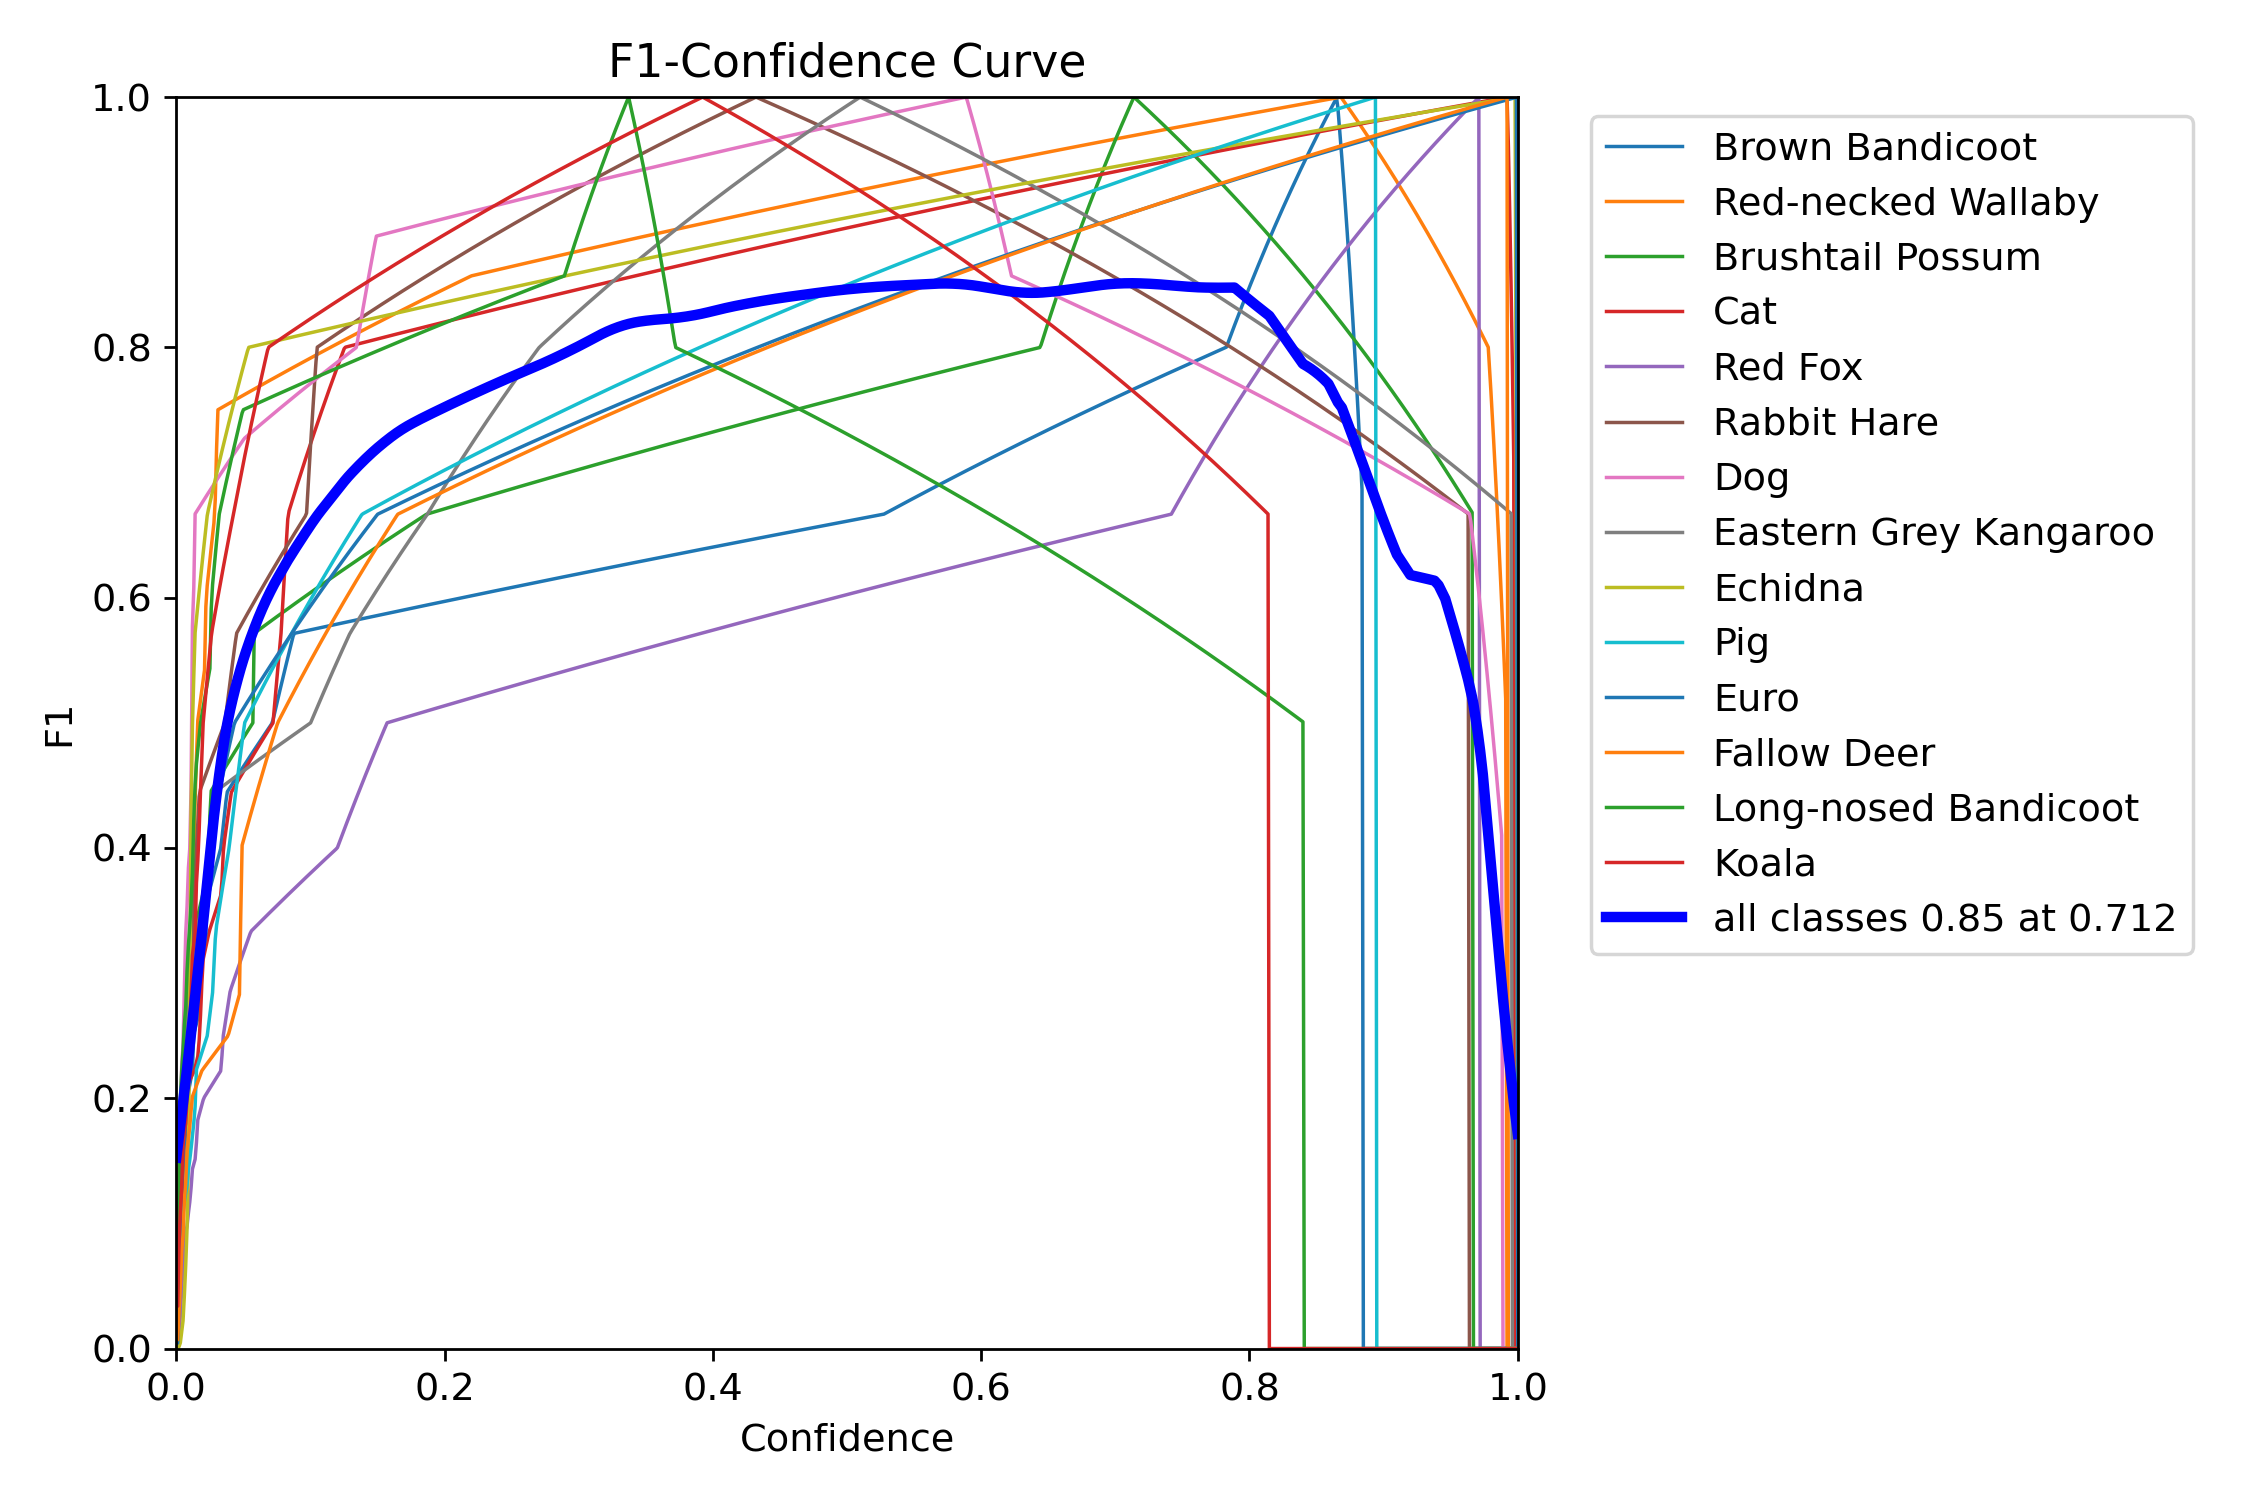 F1-Confidence Curve
1.0
0.8
0.6
0.4
0.2
0.0
F1
0.0 0.2 0.4 0.6 0.8 1.0
Confidence
Brown Bandicoot
Red-necked Wallaby
Brushtail Possum
Cat
Red Fox
Rabbit Hare
Dog
Eastern Grey Kangaroo
Echidna
Pig
Euro
Fallow Deer
Long-nosed Bandicoot
Koala
all classes 0.85 at 0.712